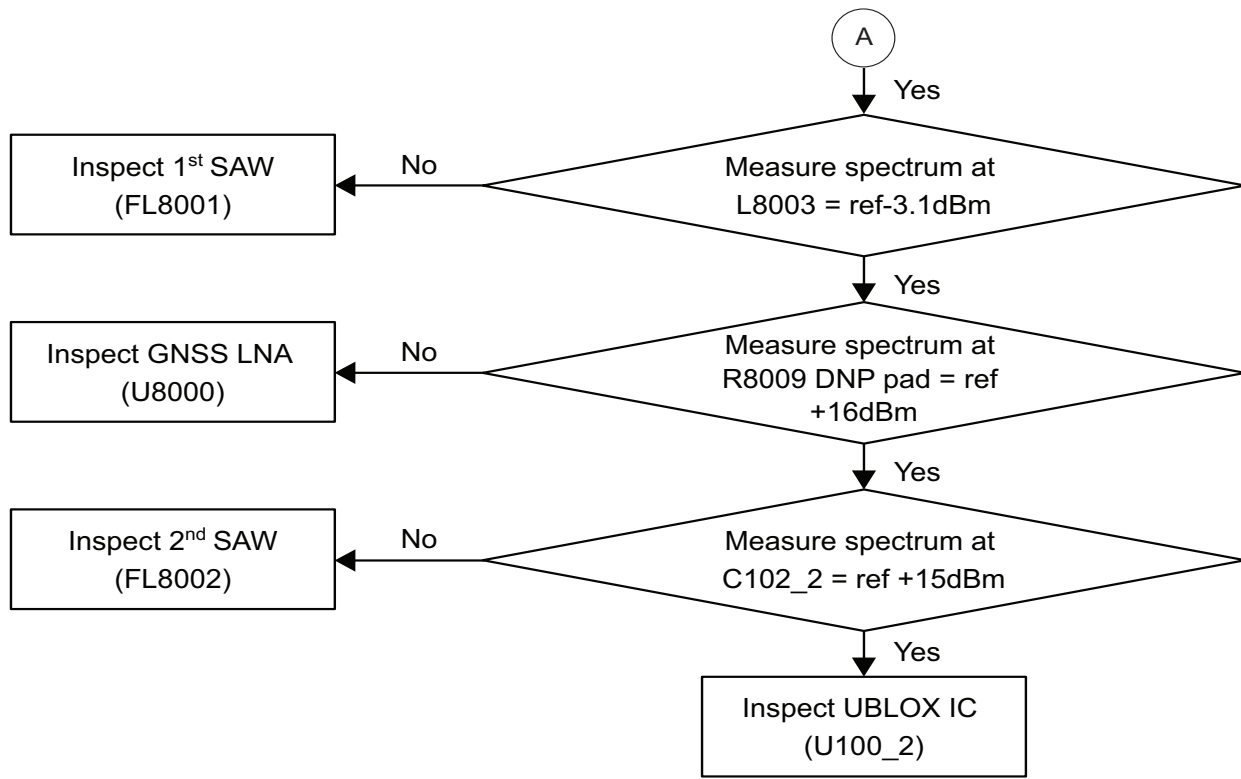 A
Yes
Inspect 1st SAW
(FL8001)
No
Measure spectrum at
L8003 = ref-3.1dBm
Yes
Inspect GNSS LNA
(U8000)
No
Measure spectrum at
R8009 DNP pad = ref
+16dBm
Yes
Inspect 2nd SAW
(FL8002)
No
Measure spectrum at
C102_2 = ref +15dBm
Yes
Inspect UBLOX IC
(U100_2)